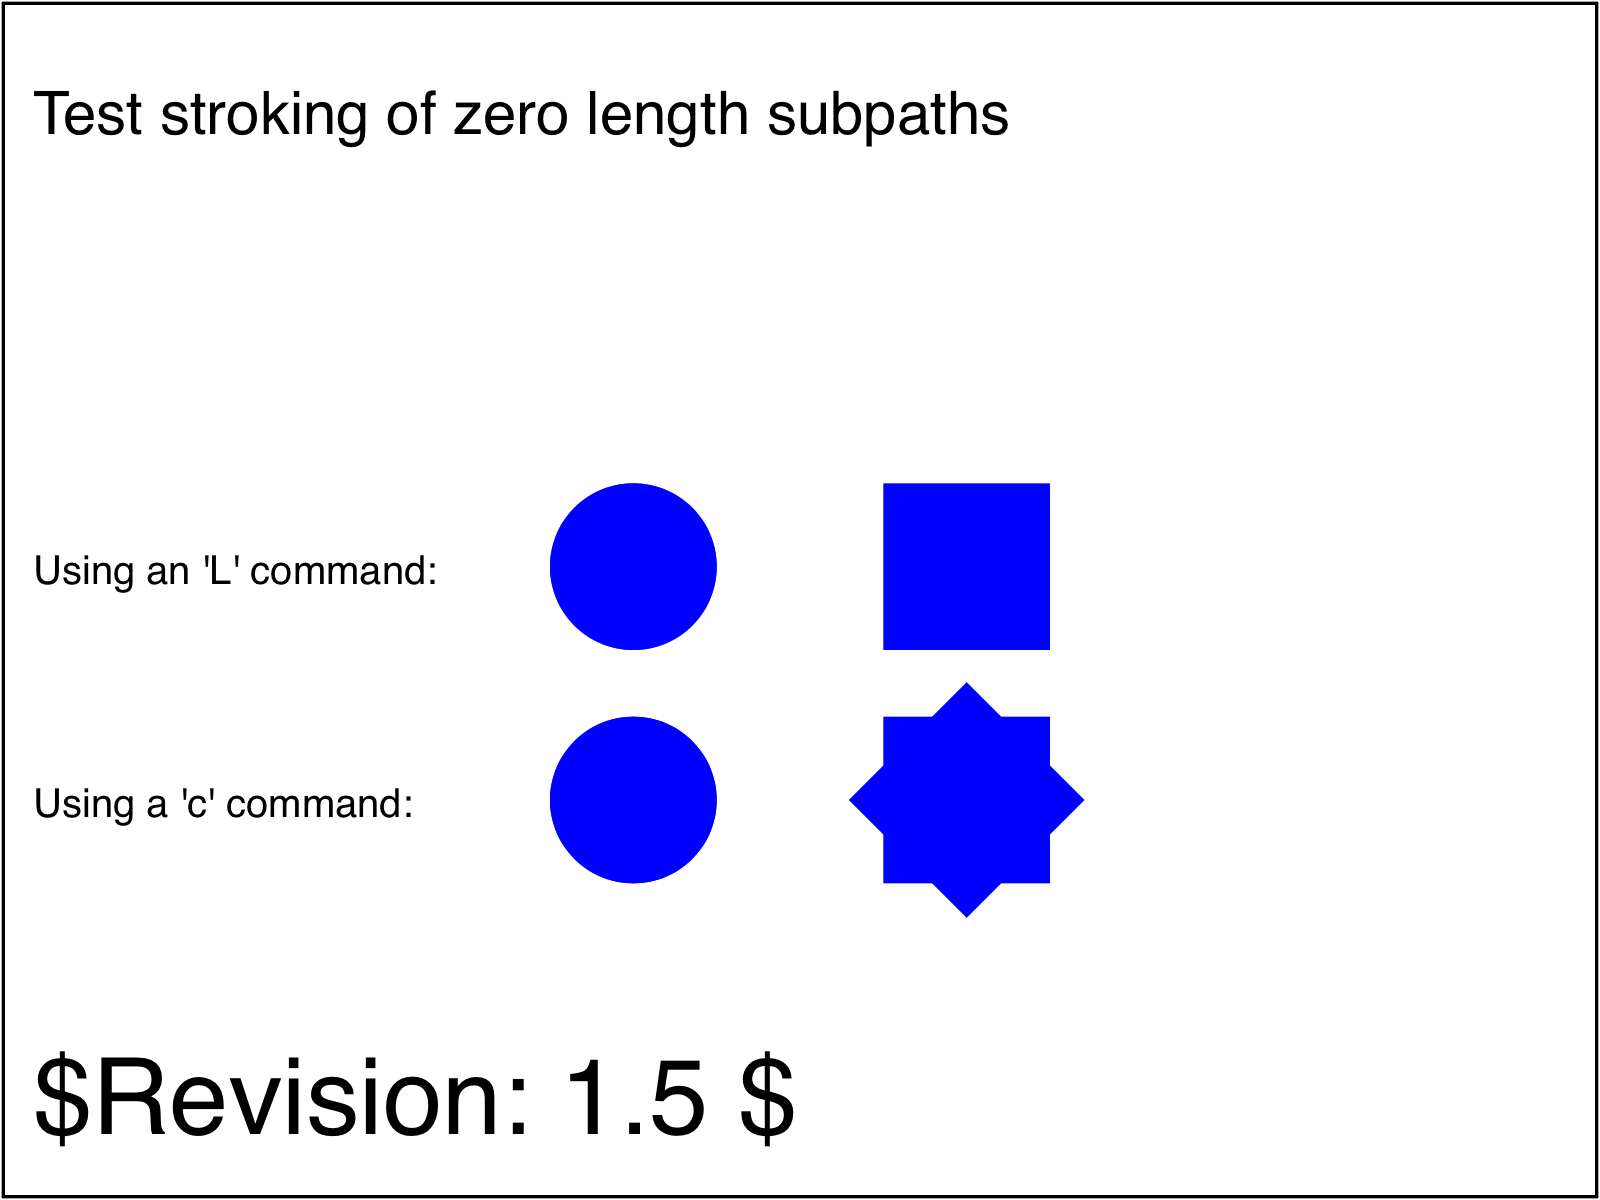 Test stroking of zero length subpaths
Using an 'L' command:
Using a 'c' command:
$Revision: 1.5 $